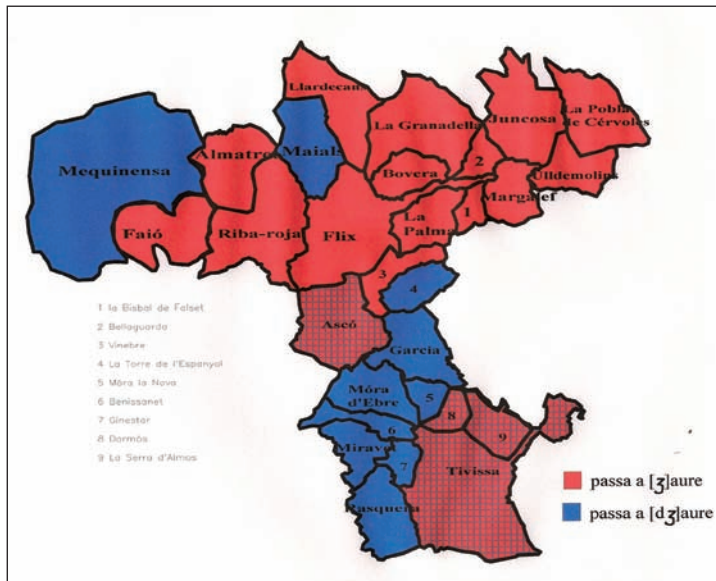 Llardecans
La Granadella
Juncosa
La Pobla
de Cérvoles
Almatret
Maials
Mequinensa
Bovera
2
Ulldemolins
Margalef
1
La
Palma
Faió
Riba-roja
Flix
3
4
Ascó
Garcia
Móra
d'Ebre
5
8
9
6
Miravet
7
Tivissa
Rasquera
1 la Bisbal de Falset
2 Bellaguarda
3 Vinebre
4 La Torre de l'Espanyol
5 Móra la Nova
6 Benissanet
7 Ginestar
8 Darmós
9 La Serra d'Almos
passa a [ʒ]aure
passa a [dʒ]aure